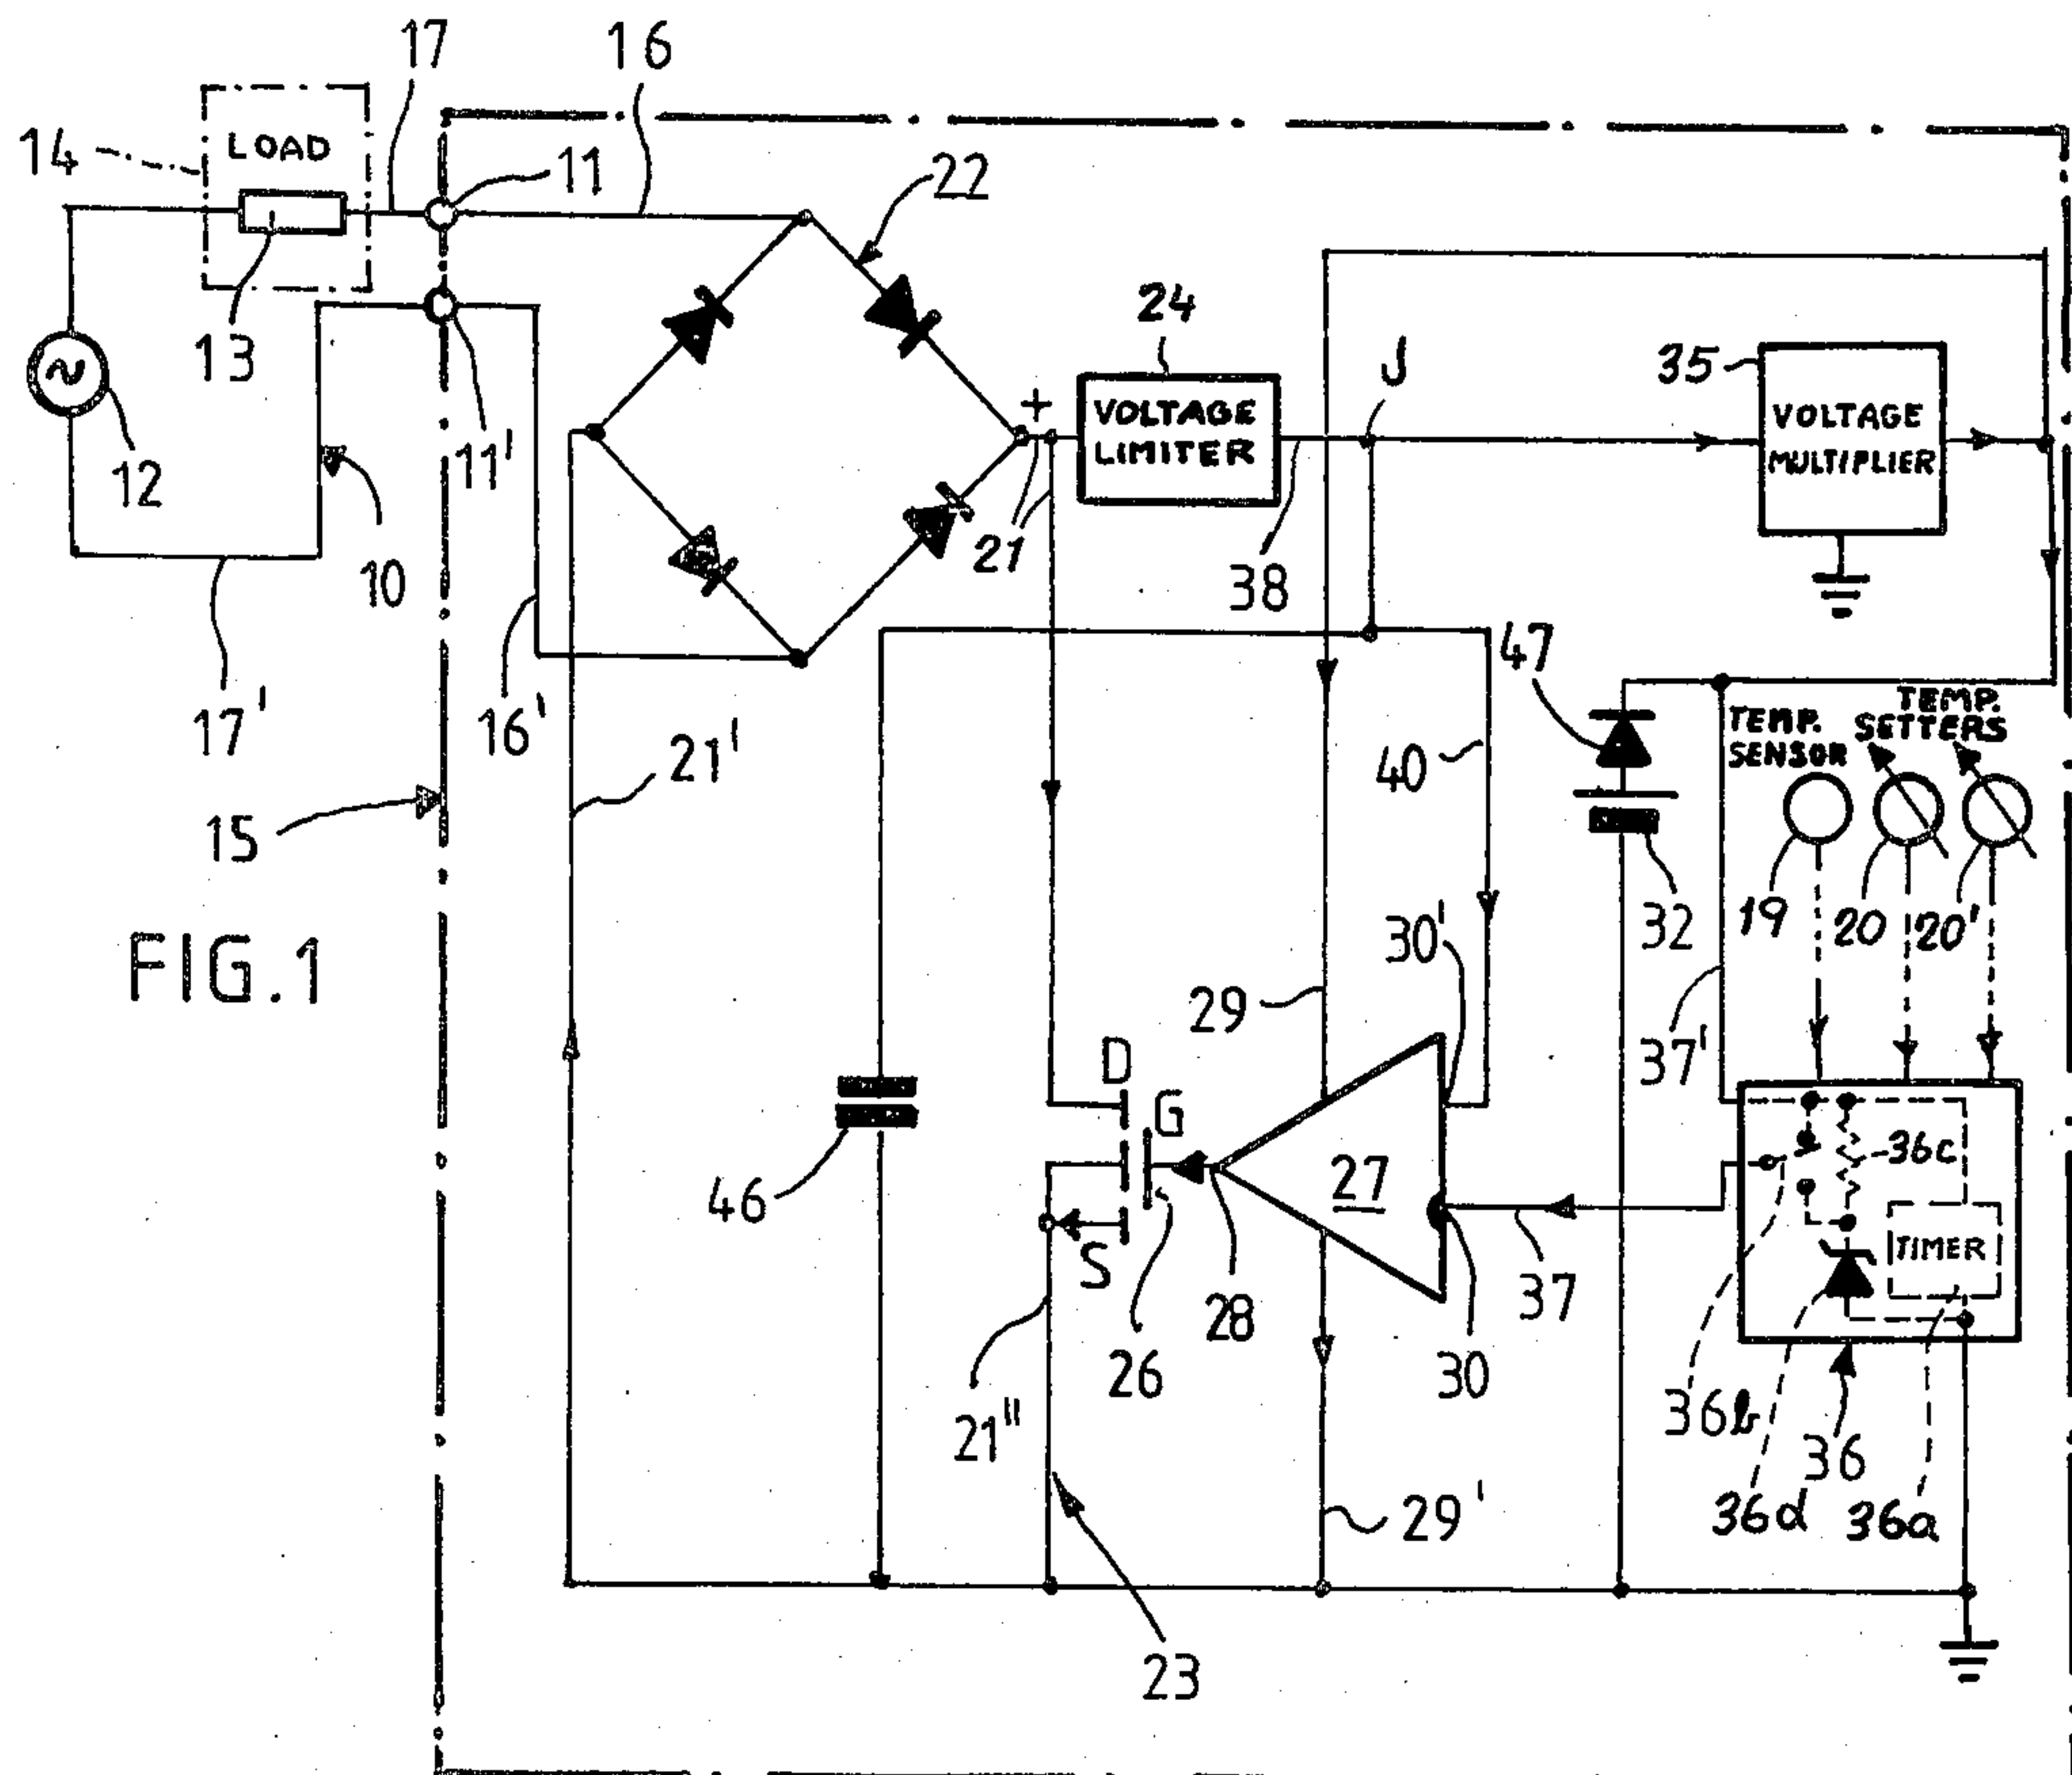 17
16
14
LOAD
11
22
13
12
11'
10
17'
16'
15
FIG.1
21'
+
21
24
VOLTAGE
LIMITER
38
J
35
VOLTAGE
MULTIPLIER
47
40
TEMP.
SENSOR
TEMP.
SETTERS
32
19
20
20'
30'
29
37'
D
G
S
46
27
28
26
30
37
36c
TIMER
36b
36
36d
36a
21"
29'
23